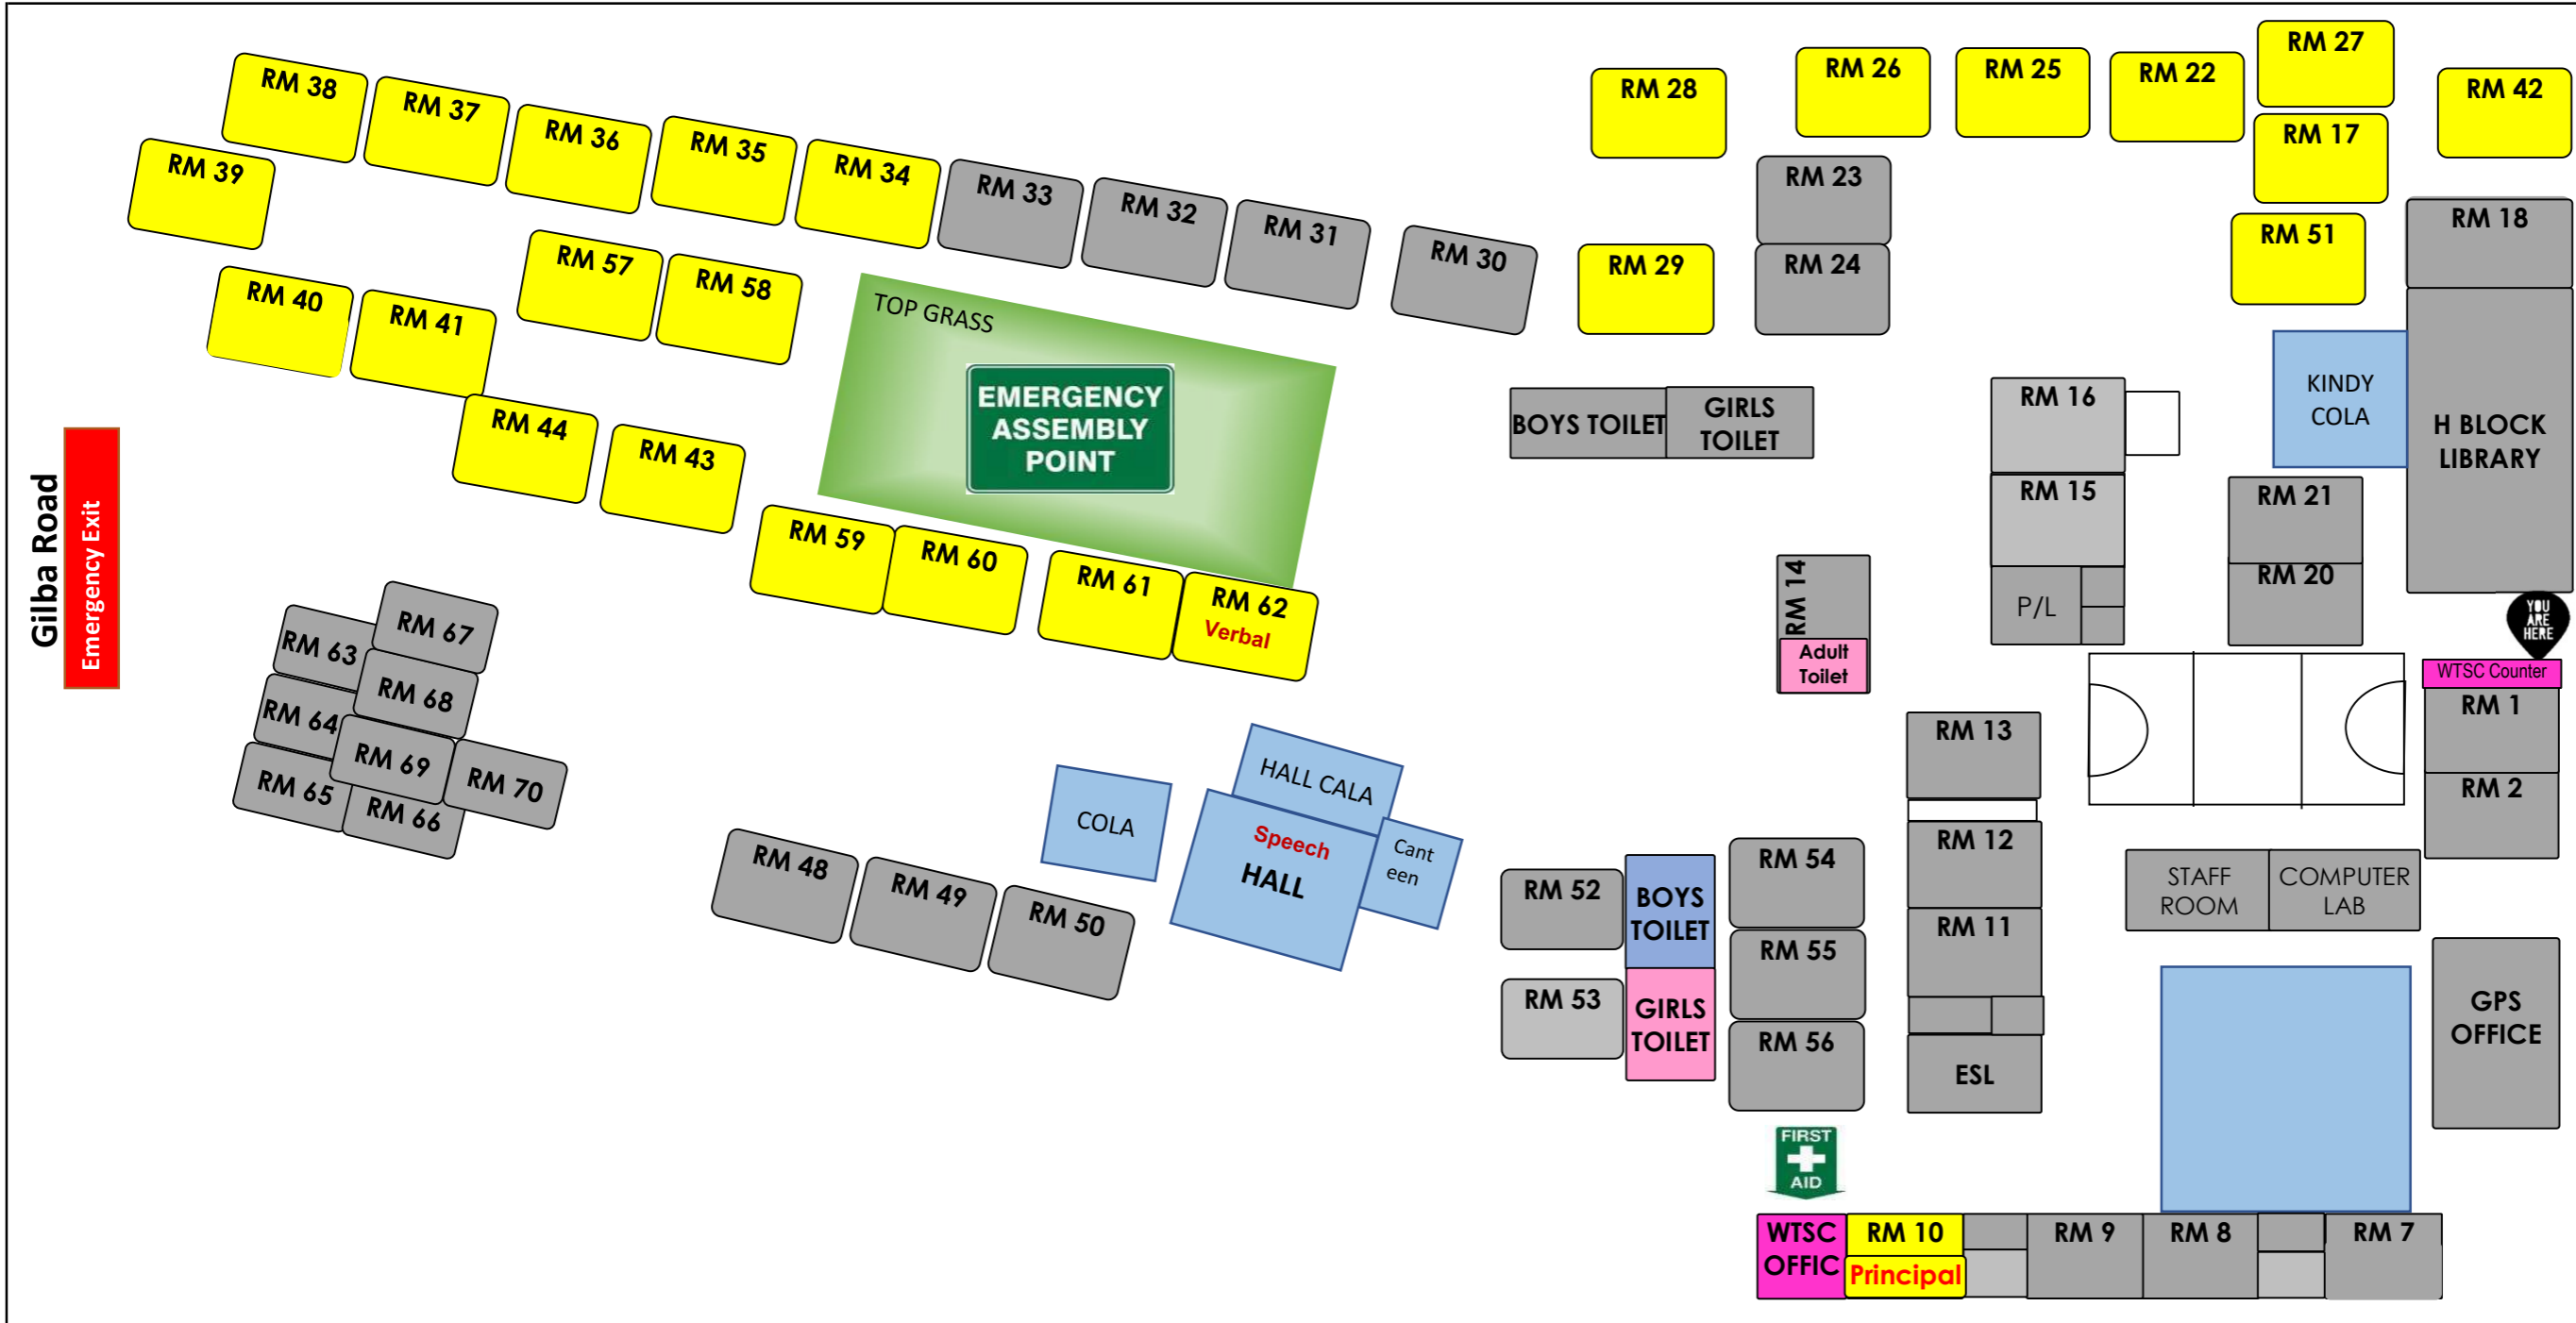 RM 27
RM 26
RM 25
RM 22
RM 28
RM 42
RM 38
RM 37
RM 36
RM 35
RM 34
RM 33
RM 32
RM 31
RM 30
RM 17
RM 39
RM 23
RM 18
RM 51
RM 29
RM 24
RM 57
RM 58
RM 40
RM 41
TOP GRASS
EMERGENCY
ASSEMBLY
POINT
RM 44
RM 43
BOYS TOILET
GIRLS
TOILET
RM 16
KINDY
COLA
H BLOCK
LIBRARY
RM 15
RM 21
RM 20
P/L
Gilba Road
Emergency Exit
RM 59
RM 60
RM 61
RM 62
Verbal
RM 14
Adult
Toilet
YOU
ARE
HERE
WTSC Counter
RM 1
RM 2
RM 67
RM 63
RM 68
RM 64
RM 69
RM 70
RM 65
RM 66
RM 13
RM 12
RM 11
ESL
HALL CALA
COLA
Speech
HALL
Cant
een
RM 48
RM 49
RM 50
RM 52
BOYS
TOILET
RM 54
RM 53
GIRLS
TOILET
RM 55
RM 56
STAFF
ROOM
COMPUTER
LAB
GPS
OFFICE
FIRST
AID
WTSC
OFFIC
RM 10
Principal
RM 9
RM 8
RM 7